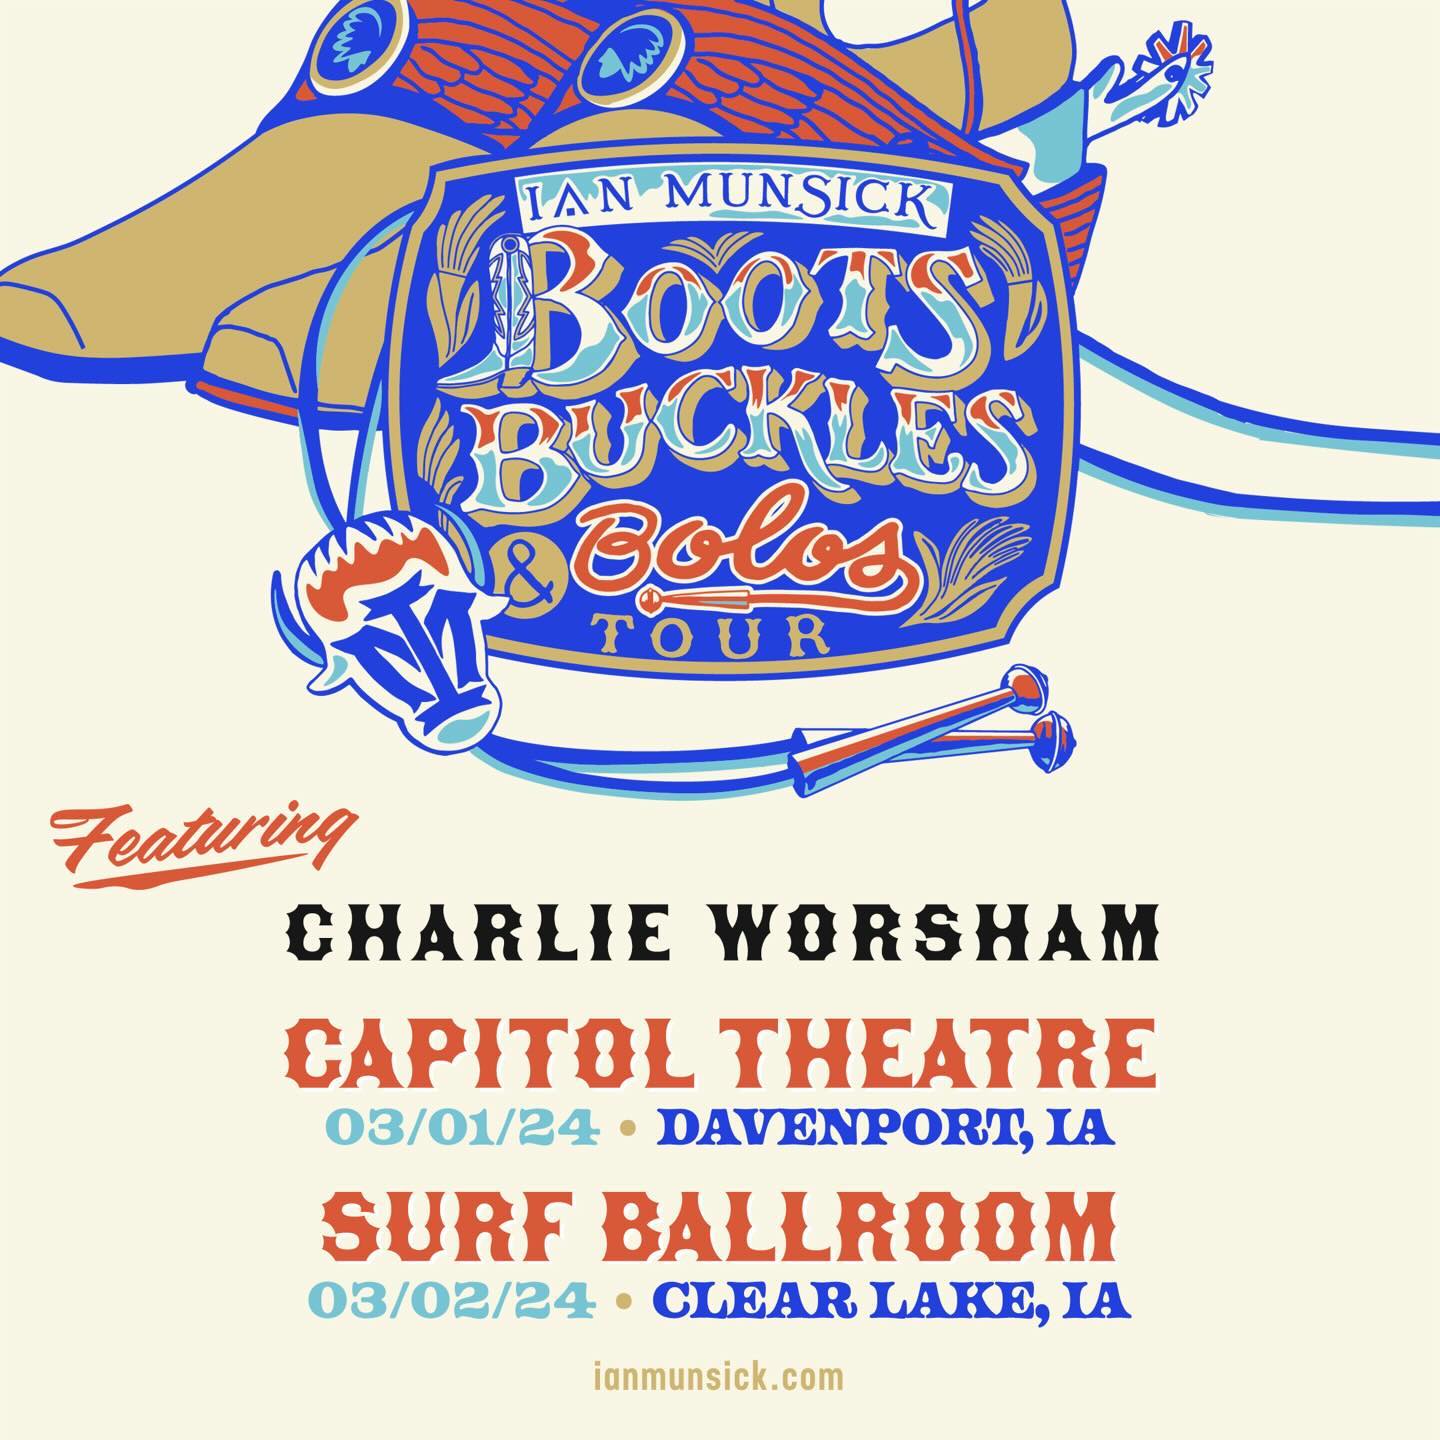 IAN MUNSICK
BOOTS
BUCKLES
& Bolos
TOUR
IM
Featuring
CHARLIE WORSHAM
CAPITOL THEATRE
03/01/24 • DAVENPORT, IA
SURF BALLROOM
03/02/24 • CLEAR LAKE, IA
ianmunsick.com